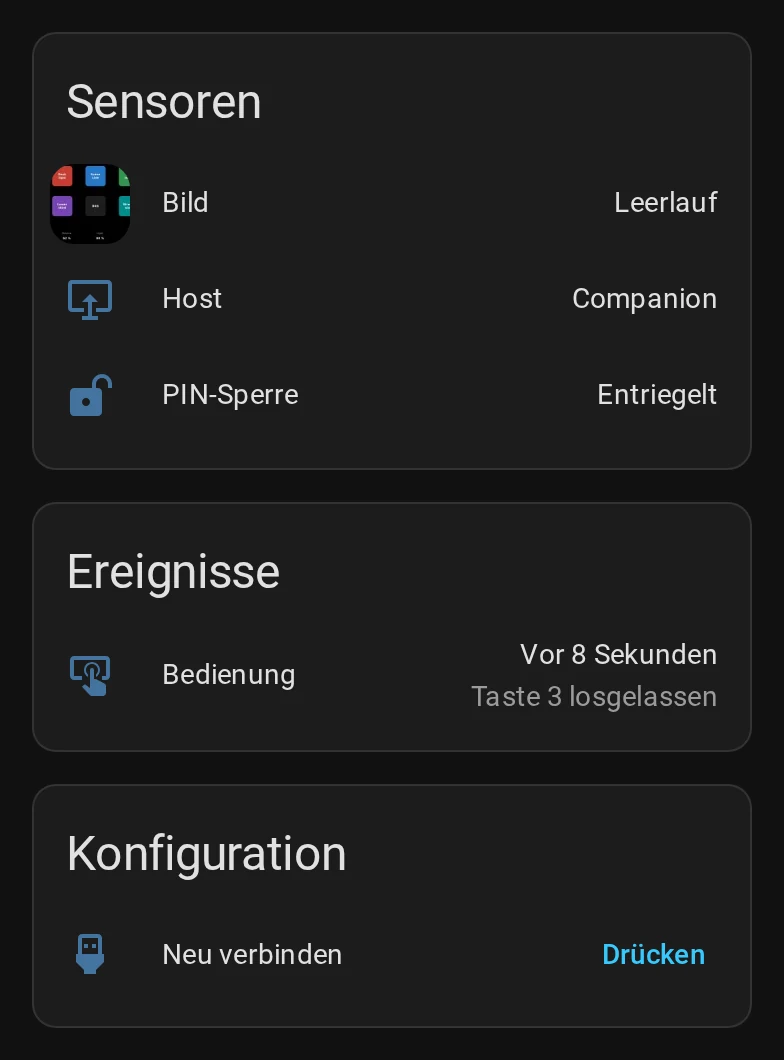 Sensoren
Bild
Leerlauf
Host
Companion
PIN-Sperre
Entriegelt
Ereignisse
Bedienung
Vor 8 Sekunden
Taste 3 losgelassen
Konfiguration
Neu verbinden
Drücken